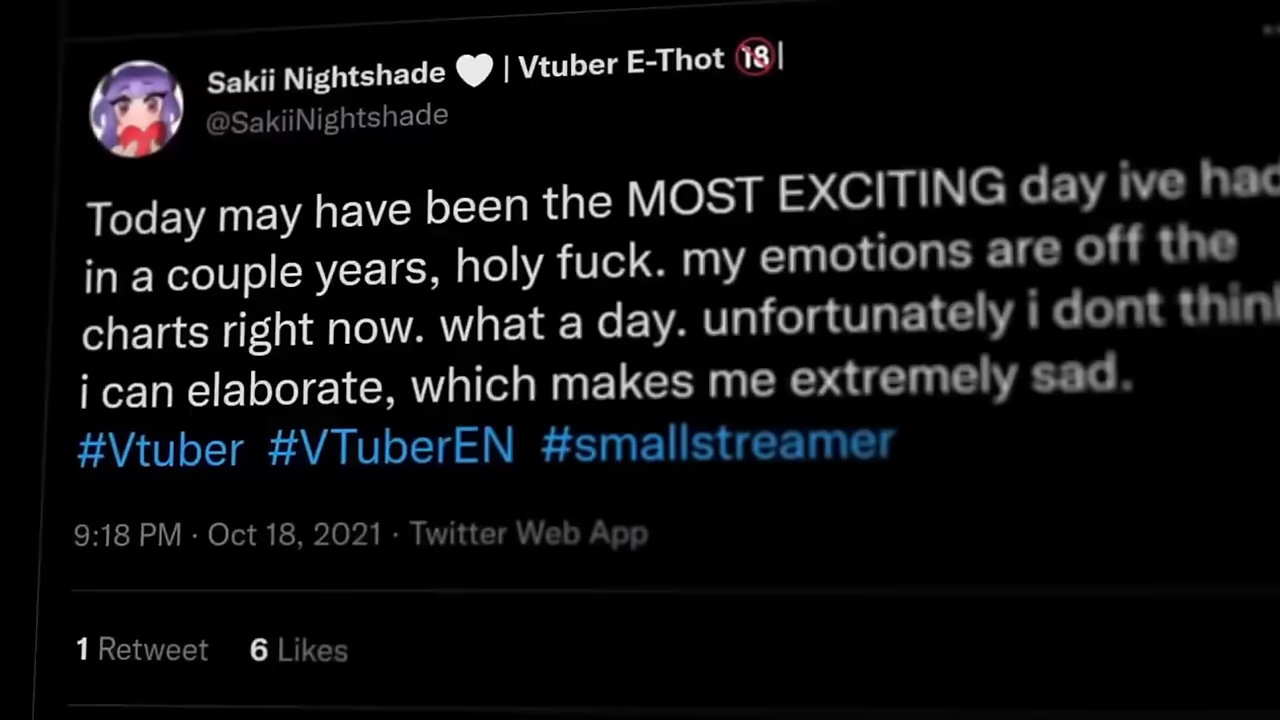 Sakii Nightshade 🤍 | Vtuber E-Thot 🔞|
@SakiiNightshade
Today may have been the MOST EXCITING day ive had
in a couple years, holy fuck. my emotions are off the
charts right now. what a day. unfortunately i dont think
i can elaborate, which makes me extremely sad.
#Vtuber #VTuberEN #smallstreamer
9:18 PM · Oct 18, 2021 · Twitter Web App
1 Retweet 6 Likes